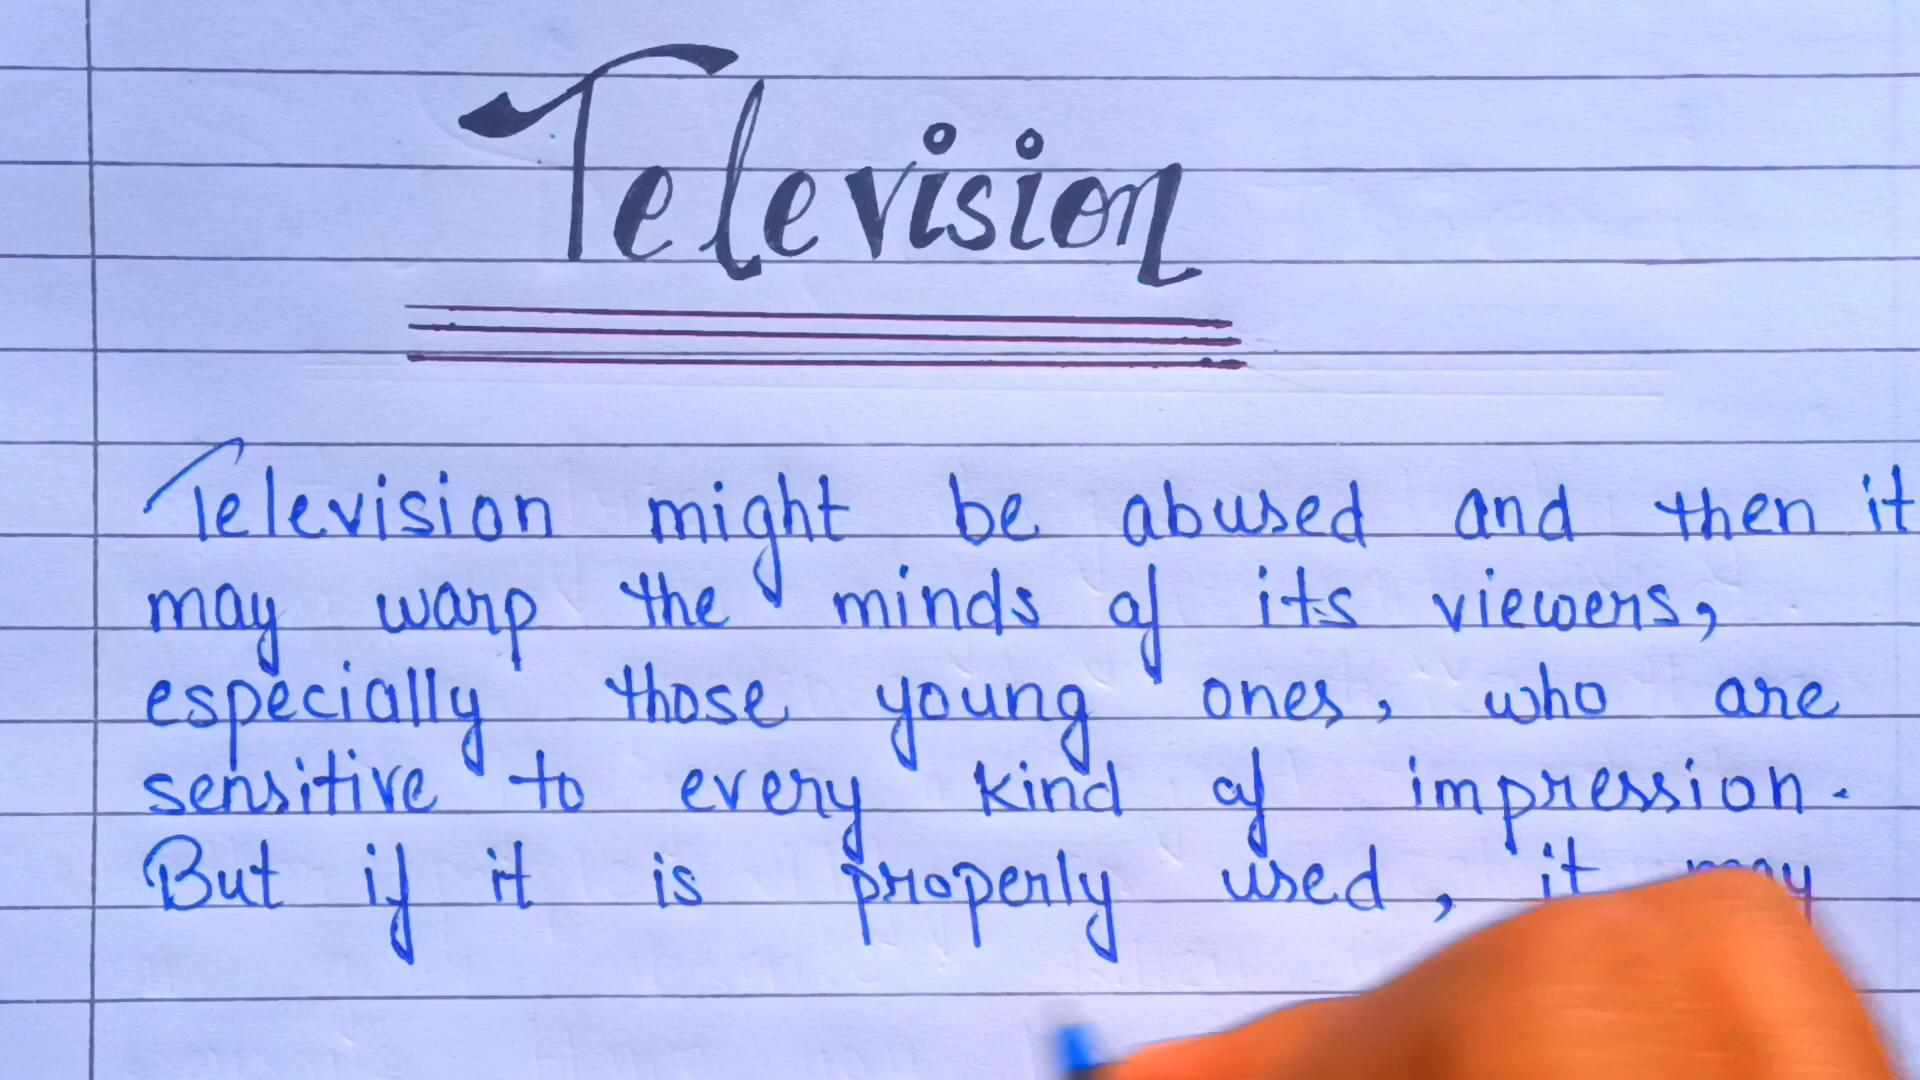 Television
Television might be abused and then it
may warp the minds of its viewers,
especially those young ones, who are
sensitive to every kind of impression.
But if it is properly used, it may